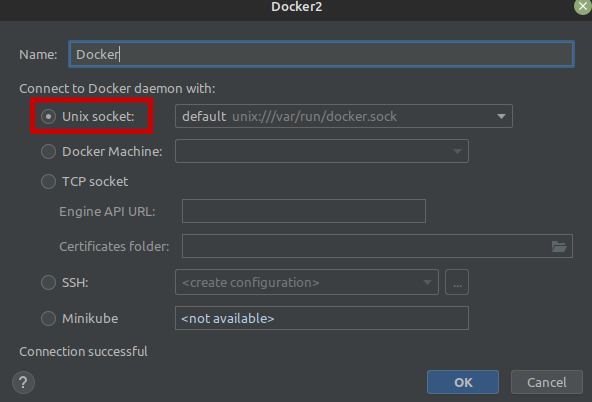 Docker2
Name: Docker
Connect to Docker daemon with:
Unix socket: default unix:///var/run/docker.sock
Docker Machine:
TCP socket
Engine API URL:
Certificates folder:
SSH: <create configuration> ...
Minikube <not available>
Connection successful
? OK Cancel